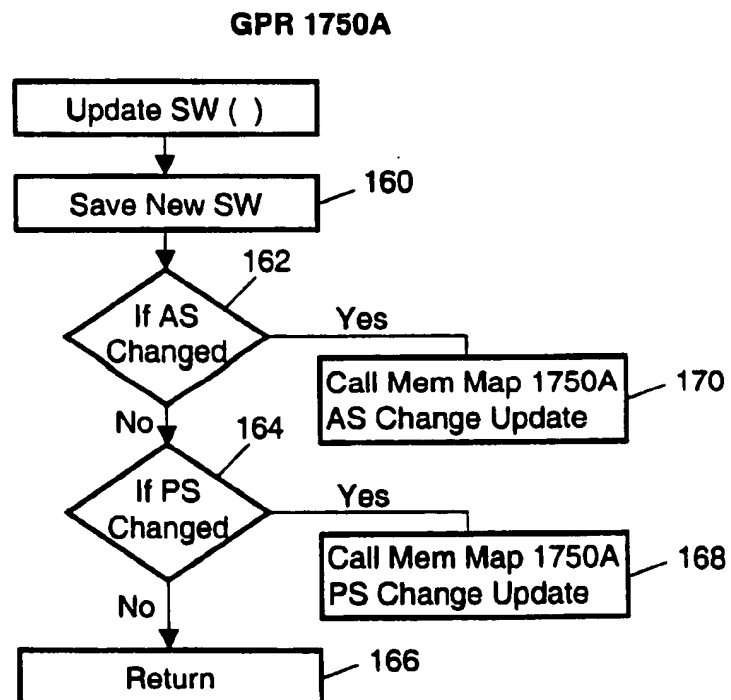 GPR 1750A
Update SW ( )
Save New SW
160
162
If AS
Changed
Yes
Call Mem Map 1750A
AS Change Update
170
No
164
If PS
Changed
Yes
Call Mem Map 1750A
PS Change Update
168
No
Return
166